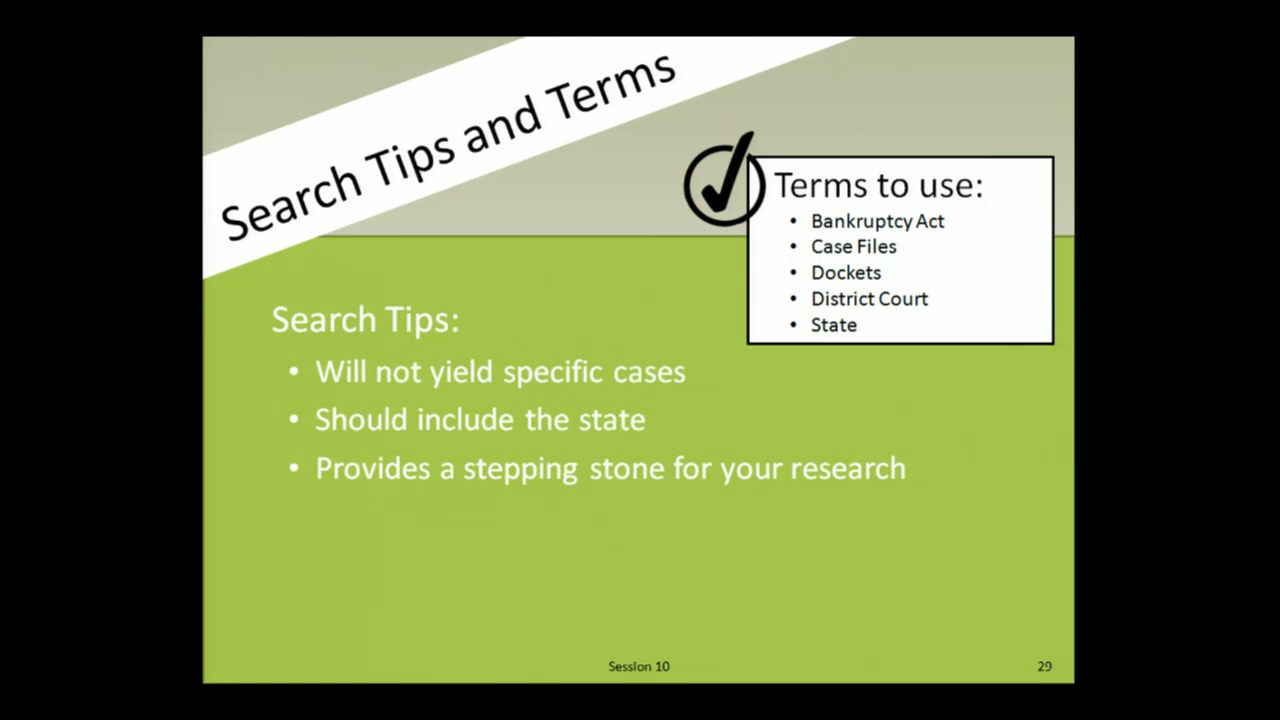 Search Tips and Terms
Terms to use:
• Bankruptcy Act
• Case Files
• Dockets
• District Court
• State
Search Tips:
• Will not yield specific cases
• Should include the state
• Provides a stepping stone for your research
Session 10
29